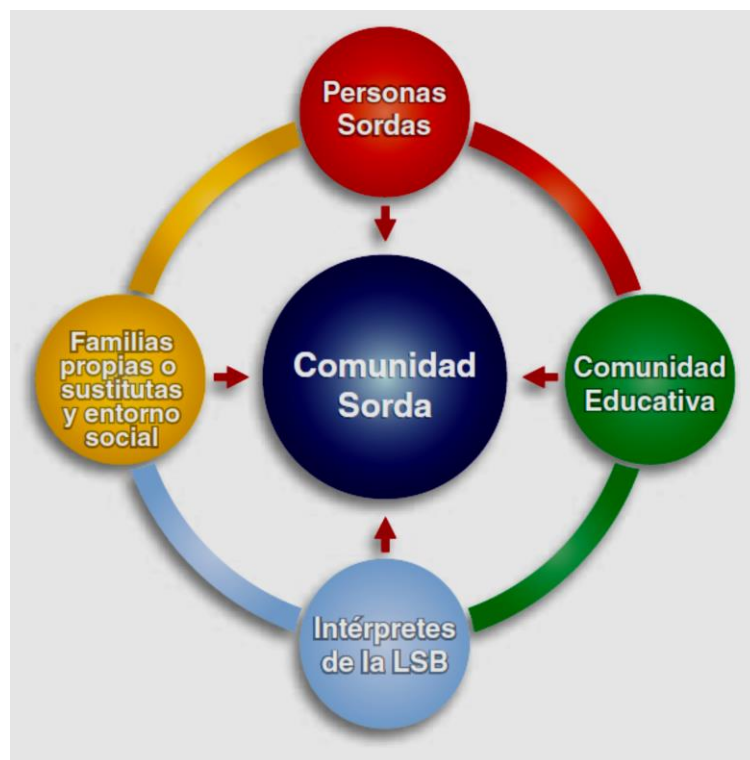 Personas
Sordas
Familias
propias o
sustitutas
y entorno
social
Comunidad
Sorda
Comunidad
Educativa
Intérpretes
de la LSB